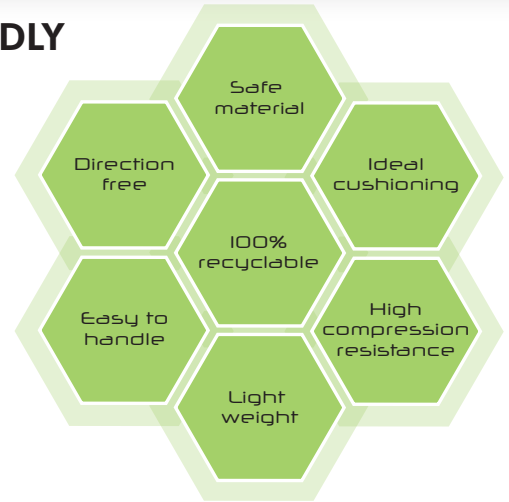 DLY
Safe
material
Direction
free
Ideal
cushioning
100%
recyclable
Easy to
handle
High
compression
resistance
Light
weight